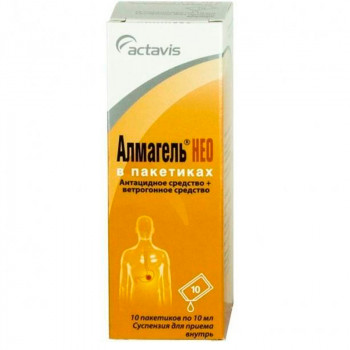 actavis
Алмагель® НЕО
в пакетиках
Антацидное средство +
ветрогонное средство
10
10 пакетиков по 10 мл
Суспензия для приема
внутрь